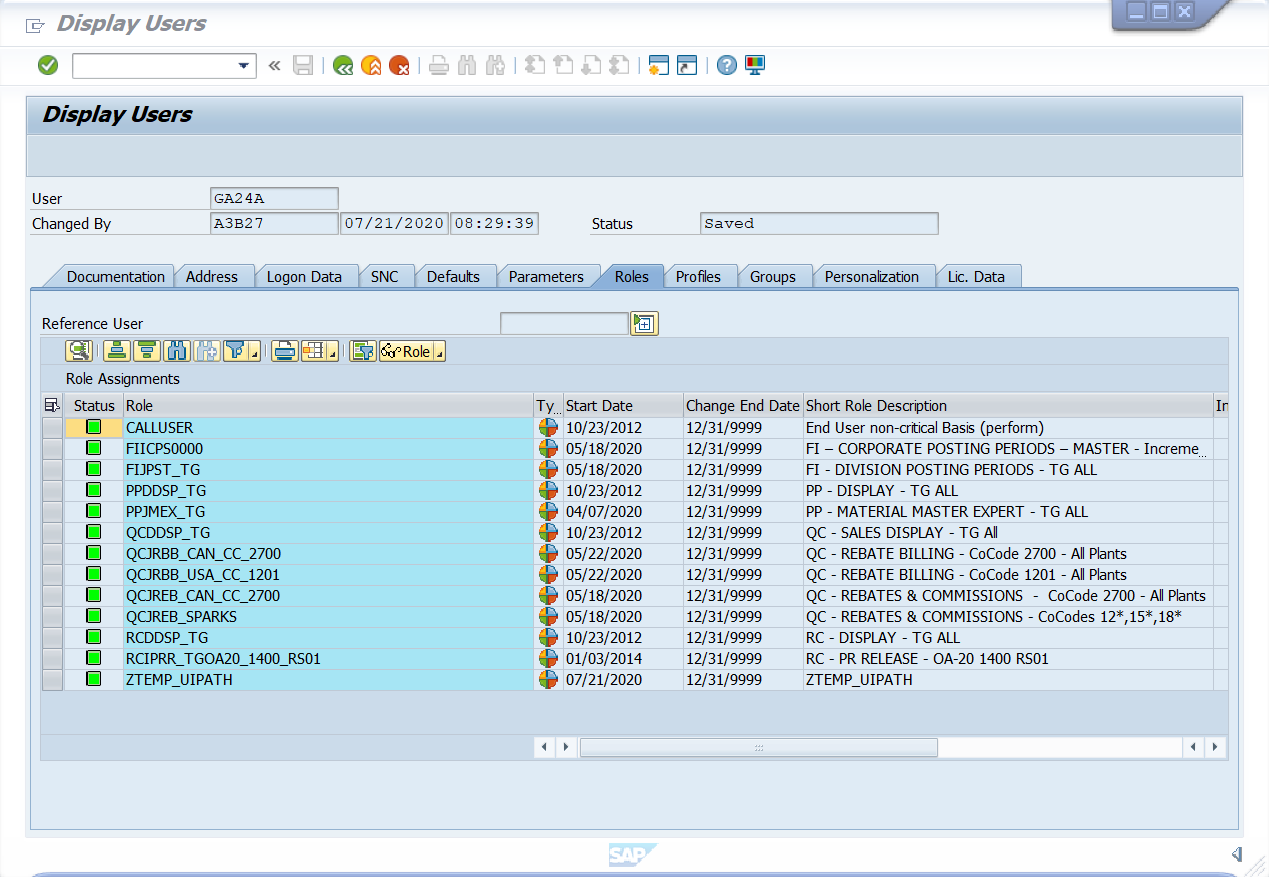 Display Users
Display Users
User GA24A
Changed By A3B27 07/21/2020 08:29:39 Status Saved
Documentation Address Logon Data SNC Defaults Parameters Roles Profiles Groups Personalization Lic. Data
Reference User
Role
Role Assignments
Status Role Ty... Start Date Change End Date Short Role Description In
CALLUSER 10/23/2012 12/31/9999 End User non-critical Basis (perform)
FIICPS0000 05/18/2020 12/31/9999 FI – CORPORATE POSTING PERIODS – MASTER - Increme...
FIJPST_TG 05/18/2020 12/31/9999 FI - DIVISION POSTING PERIODS - TG ALL
PPDDSP_TG 10/23/2012 12/31/9999 PP - DISPLAY - TG ALL
PPJMEX_TG 04/07/2020 12/31/9999 PP - MATERIAL MASTER EXPERT - TG ALL
QCDDSP_TG 10/23/2012 12/31/9999 QC - SALES DISPLAY - TG All
QCJRBB_CAN_CC_2700 05/22/2020 12/31/9999 QC - REBATE BILLING - CoCode 2700 - All Plants
QCJRBB_USA_CC_1201 05/22/2020 12/31/9999 QC - REBATE BILLING - CoCode 1201 - All Plants
QCJREB_CAN_CC_2700 05/18/2020 12/31/9999 QC - REBATES & COMMISSIONS - CoCode 2700 - All Plants
QCJREB_SPARKS 05/18/2020 12/31/9999 QC - REBATES & COMMISSIONS - CoCodes 12*,15*,18*
RCDDSP_TG 10/23/2012 12/31/9999 RC - DISPLAY - TG ALL
RCIPRR_TGOA20_1400_RS01 01/03/2014 12/31/9999 RC - PR RELEASE - OA-20 1400 RS01
ZTEMP_UIPATH 07/21/2020 12/31/9999 ZTEMP_UIPATH
SAP